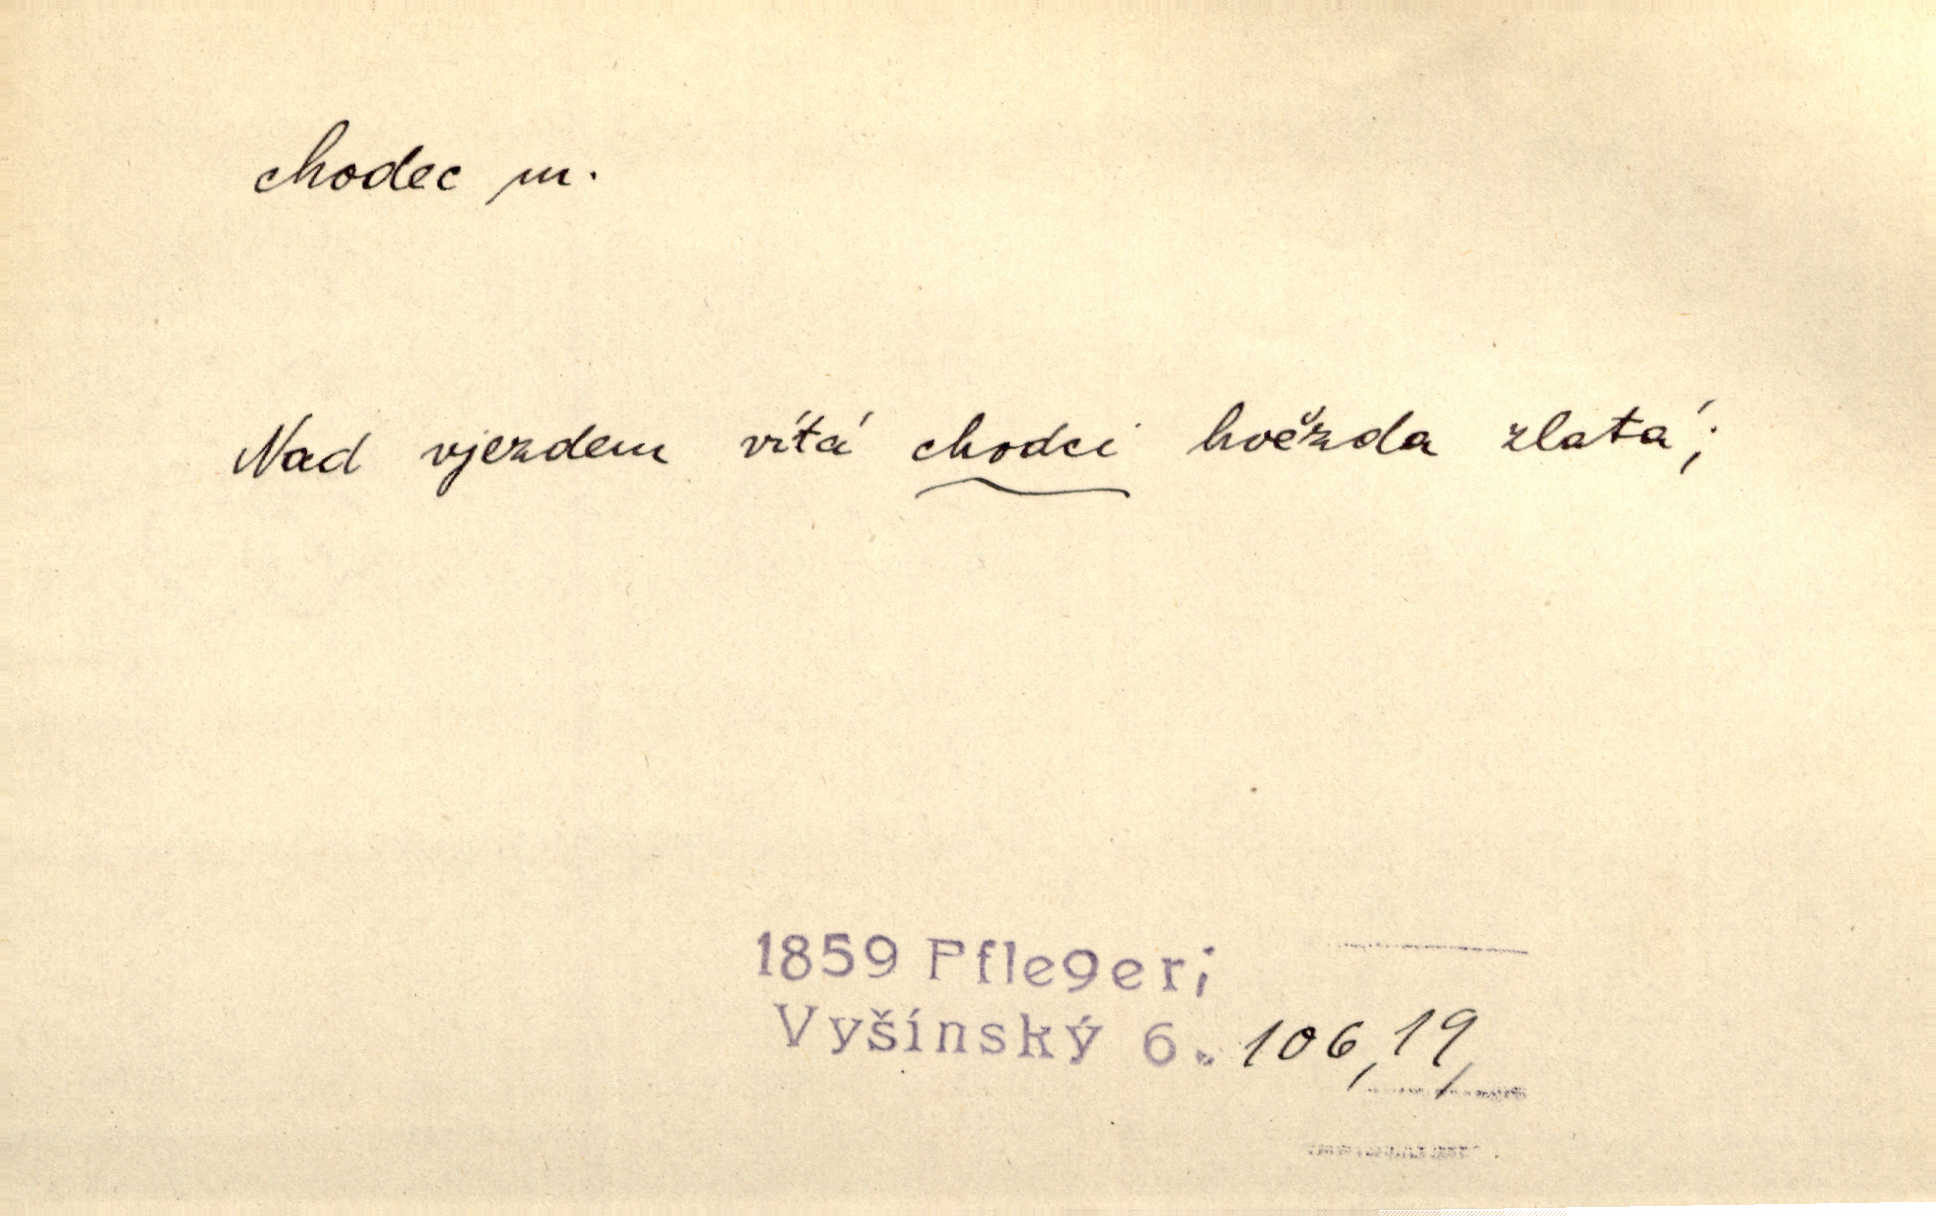 chodec m.
Nad vjezdem vítá chodci hvězda zlatá;
1859 Pfleger;
Vyšínský 6. 106,19,